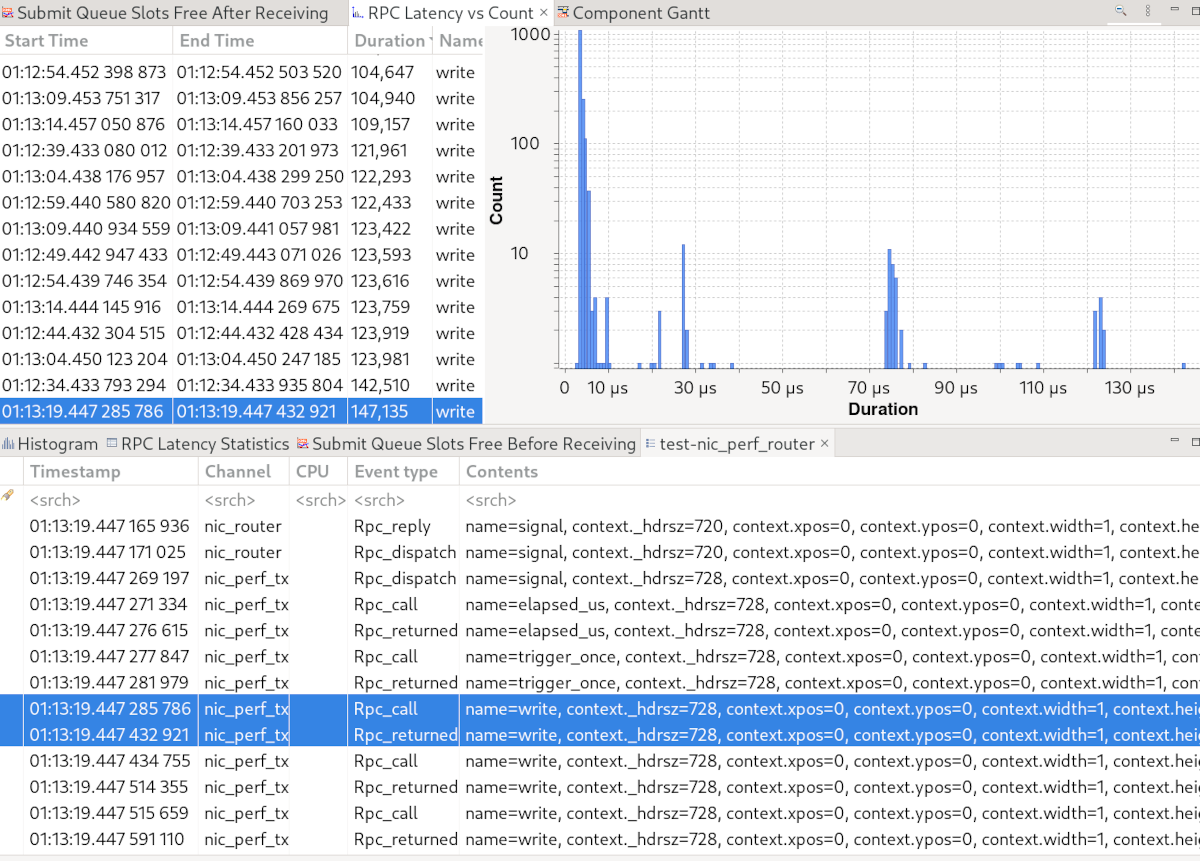 Submit Queue Slots Free After Receiving RPC Latency vs Count × Component Gantt
Start Time End Time Duration Name
01:12:54.452 398 873 01:12:54.452 503 520 104,647 write
01:13:09.453 751 317 01:13:09.453 856 257 104,940 write
01:13:14.457 050 876 01:13:14.457 160 033 109,157 write
01:12:39.433 080 012 01:12:39.433 201 973 121,961 write
01:13:04.438 176 957 01:13:04.438 299 250 122,293 write
01:12:59.440 580 820 01:12:59.440 703 253 122,433 write
01:13:09.440 934 559 01:13:09.441 057 981 123,422 write
01:12:49.442 947 433 01:12:49.443 071 026 123,593 write
01:12:54.439 746 354 01:12:54.439 869 970 123,616 write
01:13:14.444 145 916 01:13:14.444 269 675 123,759 write
01:12:44.432 304 515 01:12:44.432 428 434 123,919 write
01:13:04.450 123 204 01:13:04.450 247 185 123,981 write
01:12:34.433 793 294 01:12:34.433 935 804 142,510 write
01:13:19.447 285 786 01:13:19.447 432 921 147,135 write
1000
100
10
Count
0 10 µs 30 µs 50 µs 70 µs 90 µs 110 µs 130 µs
Duration
Histogram RPC Latency Statistics Submit Queue Slots Free Before Receiving test-nic_perf_router ×
Timestamp Channel CPU Event type Contents
<srch> <srch> <srch> <srch> <srch>
01:13:19.447 165 936 nic_router Rpc_reply name=signal, context._hdrsz=720, context.xpos=0, context.ypos=0, context.width=1, context.he
01:13:19.447 171 025 nic_router Rpc_dispatch name=signal, context._hdrsz=720, context.xpos=0, context.ypos=0, context.width=1, context.he
01:13:19.447 269 197 nic_perf_tx Rpc_dispatch name=signal, context._hdrsz=728, context.xpos=0, context.ypos=0, context.width=1, context.he
01:13:19.447 271 334 nic_perf_tx Rpc_call name=elapsed_us, context._hdrsz=728, context.xpos=0, context.ypos=0, context.width=1, conte
01:13:19.447 276 615 nic_perf_tx Rpc_returned name=elapsed_us, context._hdrsz=728, context.xpos=0, context.ypos=0, context.width=1, conte
01:13:19.447 277 847 nic_perf_tx Rpc_call name=trigger_once, context._hdrsz=728, context.xpos=0, context.ypos=0, context.width=1, con
01:13:19.447 281 979 nic_perf_tx Rpc_returned name=trigger_once, context._hdrsz=728, context.xpos=0, context.ypos=0, context.width=1, con
01:13:19.447 285 786 nic_perf_tx Rpc_call name=write, context._hdrsz=728, context.xpos=0, context.ypos=0, context.width=1, context.hei
01:13:19.447 432 921 nic_perf_tx Rpc_returned name=write, context._hdrsz=728, context.xpos=0, context.ypos=0, context.width=1, context.hei
01:13:19.447 434 755 nic_perf_tx Rpc_call name=write, context._hdrsz=728, context.xpos=0, context.ypos=0, context.width=1, context.hei
01:13:19.447 514 355 nic_perf_tx Rpc_returned name=write, context._hdrsz=728, context.xpos=0, context.ypos=0, context.width=1, context.hei
01:13:19.447 515 659 nic_perf_tx Rpc_call name=write, context._hdrsz=728, context.xpos=0, context.ypos=0, context.width=1, context.hei
01:13:19.447 591 110 nic_perf_tx Rpc_returned name=write, context._hdrsz=728, context.xpos=0, context.ypos=0, context.width=1, context.hei